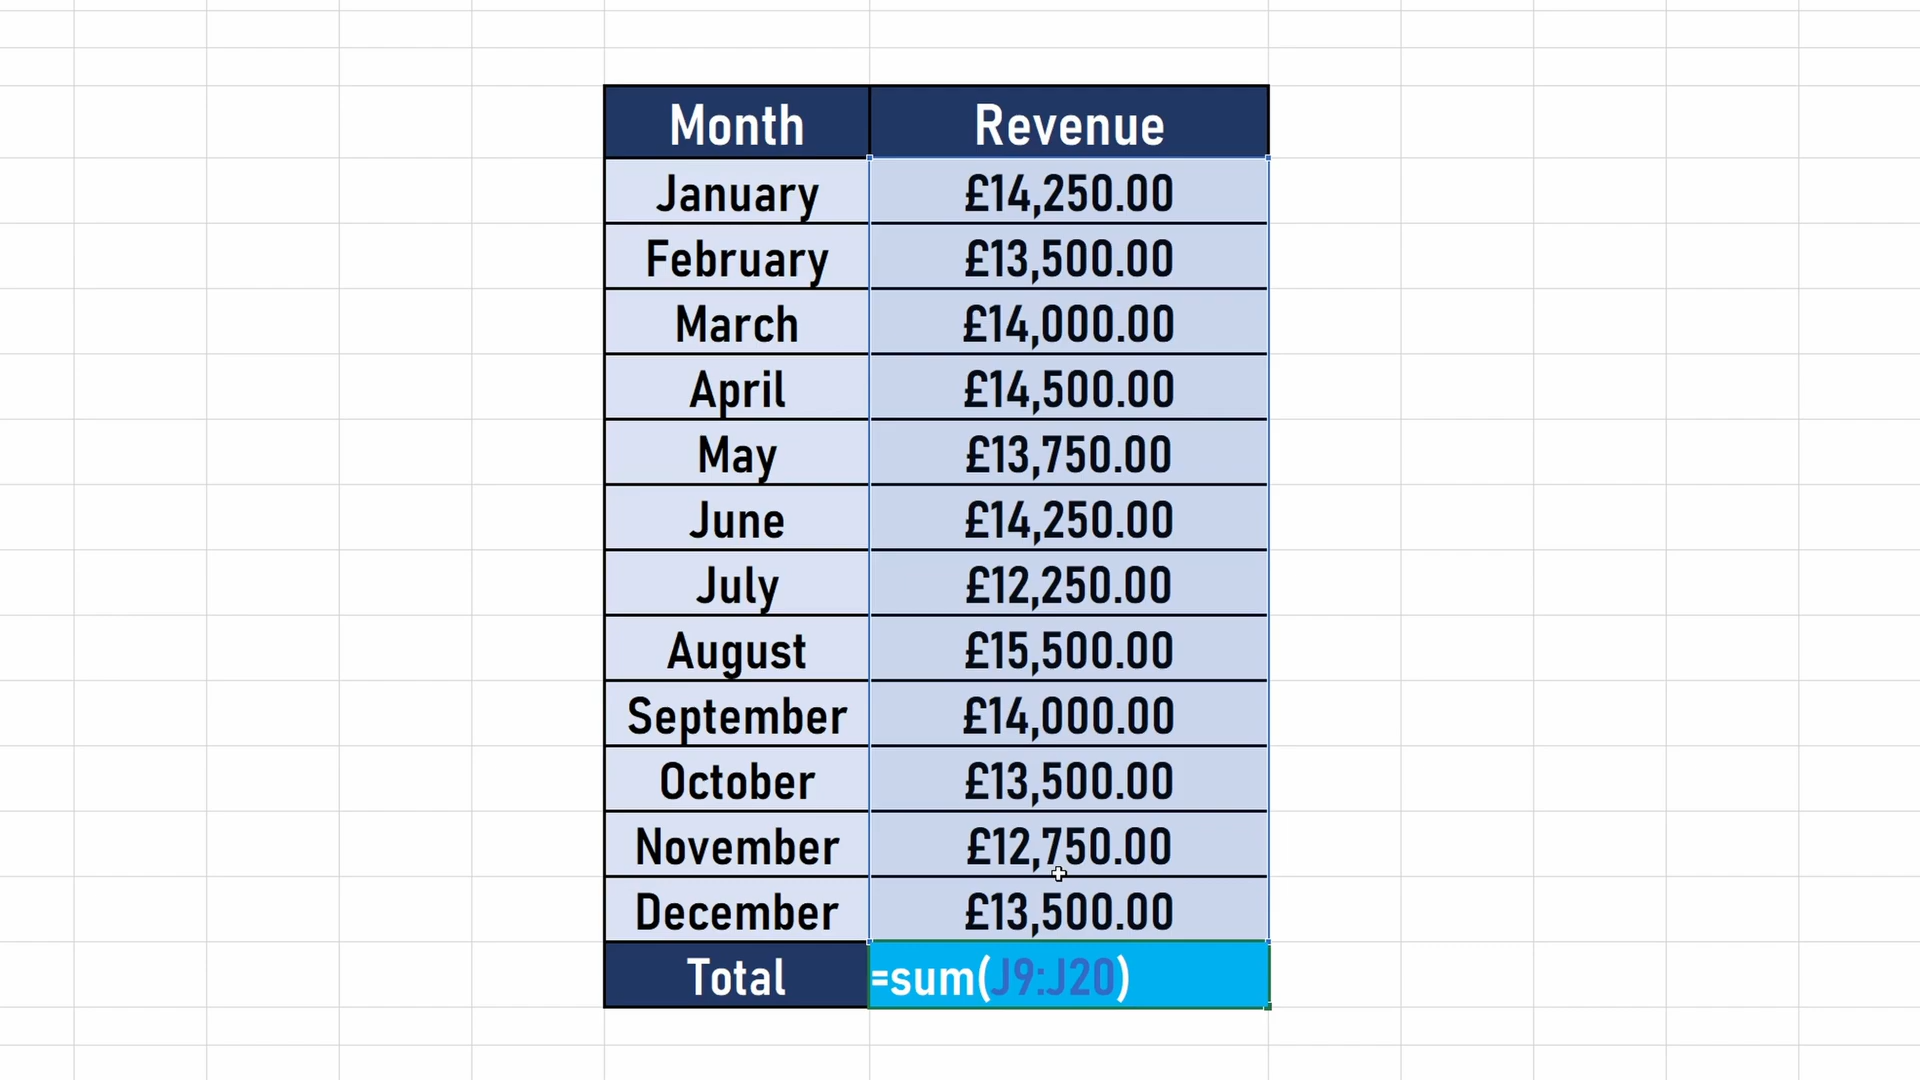 Month Revenue
January £14,250.00
February £13,500.00
March £14,000.00
April £14,500.00
May £13,750.00
June £14,250.00
July £12,250.00
August £15,500.00
September £14,000.00
October £13,500.00
November £12,750.00
December £13,500.00
Total =sum(J9:J20)